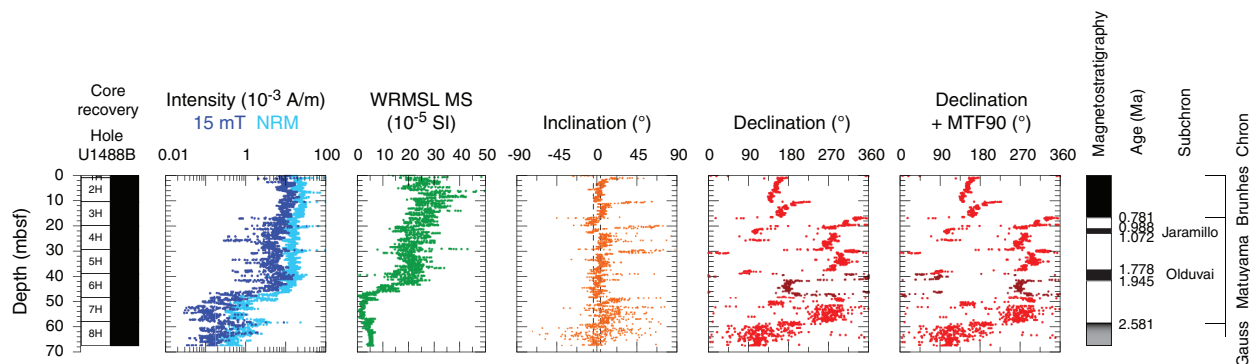 Core
recovery
Hole
U1488B
Intensity (10-3 A/m)
15 mT NRM
0.01 1 100
WRMSL MS
(10-5 SI)
0 10 20 30 40 50
Inclination (°)
-90 -45 0 45 90
Declination (°)
0 90 180 270 360
Declination
+ MTF90 (°)
0 90 180 270 360
Magnetostratigraphy
Age (Ma)
Subchron
Chron
Depth (mbsf)
0
10
20
30
40
50
60
70
2H
3H
4H
5H
6H
7H
8H
0.781
0.988
1.072
1.778
1.945
2.581
Jaramillo
Olduvai
Brunhes
Matuyama
Gauss